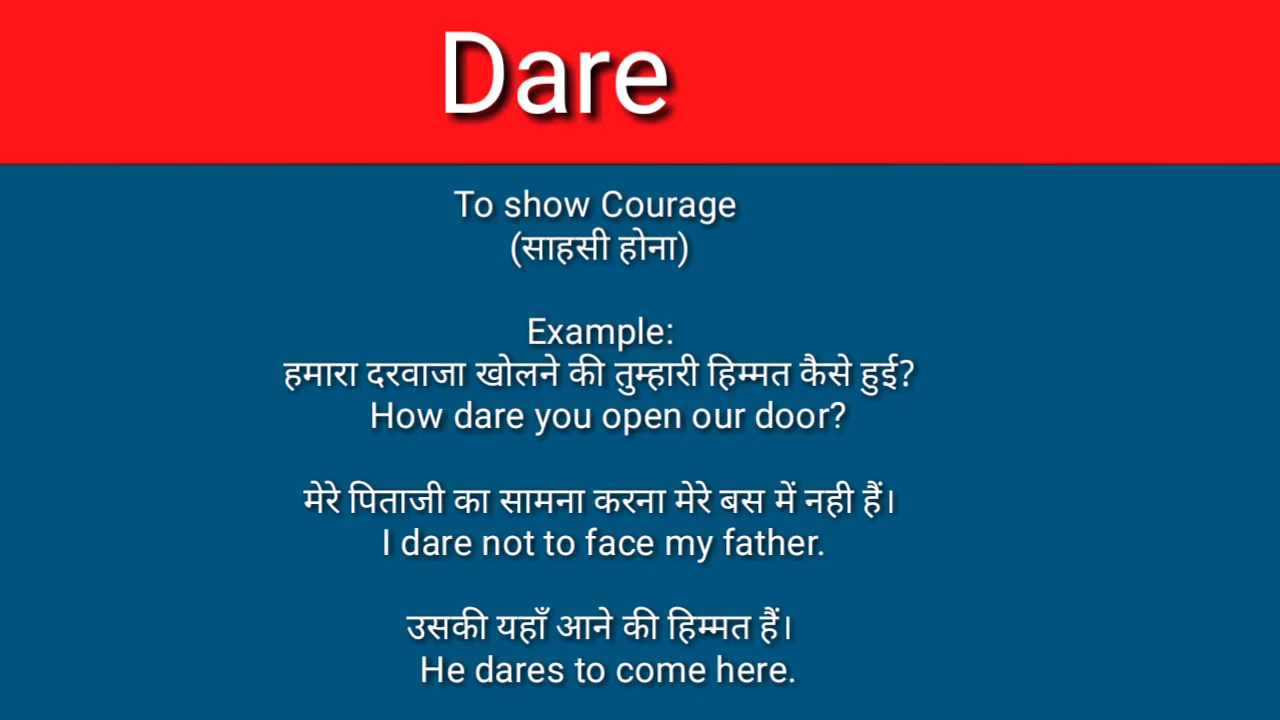 Dare
To show Courage
(साहसी होना)
Example:
हमारा दरवाजा खोलने की तुम्हारी हिम्मत कैसे हुई?
How dare you open our door?
मेरे पिताजी का सामना करना मेरे बस में नही हैं।
I dare not to face my father.
उसकी यहाँ आने की हिम्मत हैं।
He dares to come here.